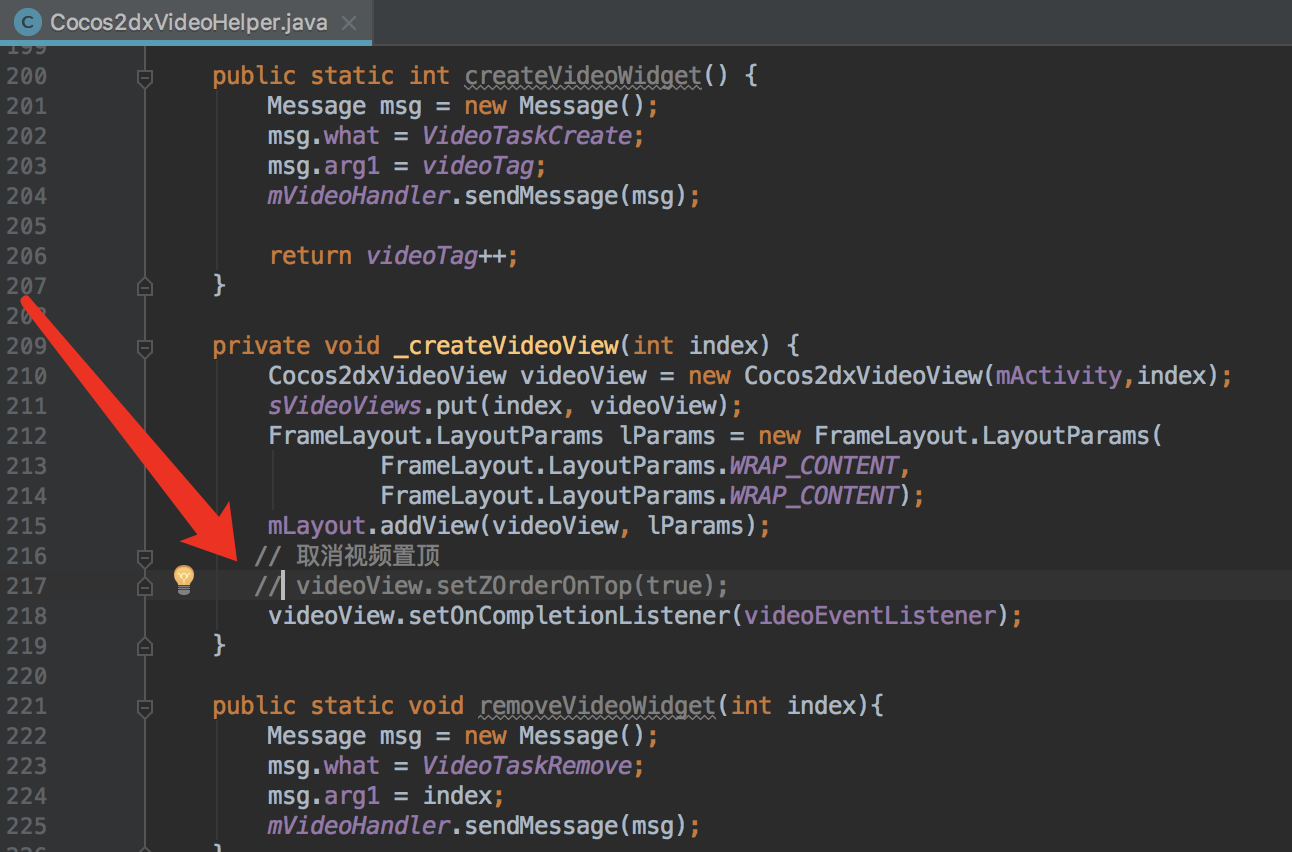 Cocos2dxVideoHelper.java
199
200 public static int createVideoWidget() {
201 Message msg = new Message();
202 msg.what = VideoTaskCreate;
203 msg.arg1 = videoTag;
204 mVideoHandler.sendMessage(msg);
205
206 return videoTag++;
207 }
208
209 private void _createVideoView(int index) {
210 Cocos2dxVideoView videoView = new Cocos2dxVideoView(mActivity,index);
211 sVideoViews.put(index, videoView);
212 FrameLayout.LayoutParams lParams = new FrameLayout.LayoutParams(
213 FrameLayout.LayoutParams.WRAP_CONTENT,
214 FrameLayout.LayoutParams.WRAP_CONTENT);
215 mLayout.addView(videoView, lParams);
216 // 取消视频置顶
217 // videoView.setZOrderOnTop(true);
218 videoView.setOnCompletionListener(videoEventListener);
219 }
220
221 public static void removeVideoWidget(int index){
222 Message msg = new Message();
223 msg.what = VideoTaskRemove;
224 msg.arg1 = index;
225 mVideoHandler.sendMessage(msg);
226 }